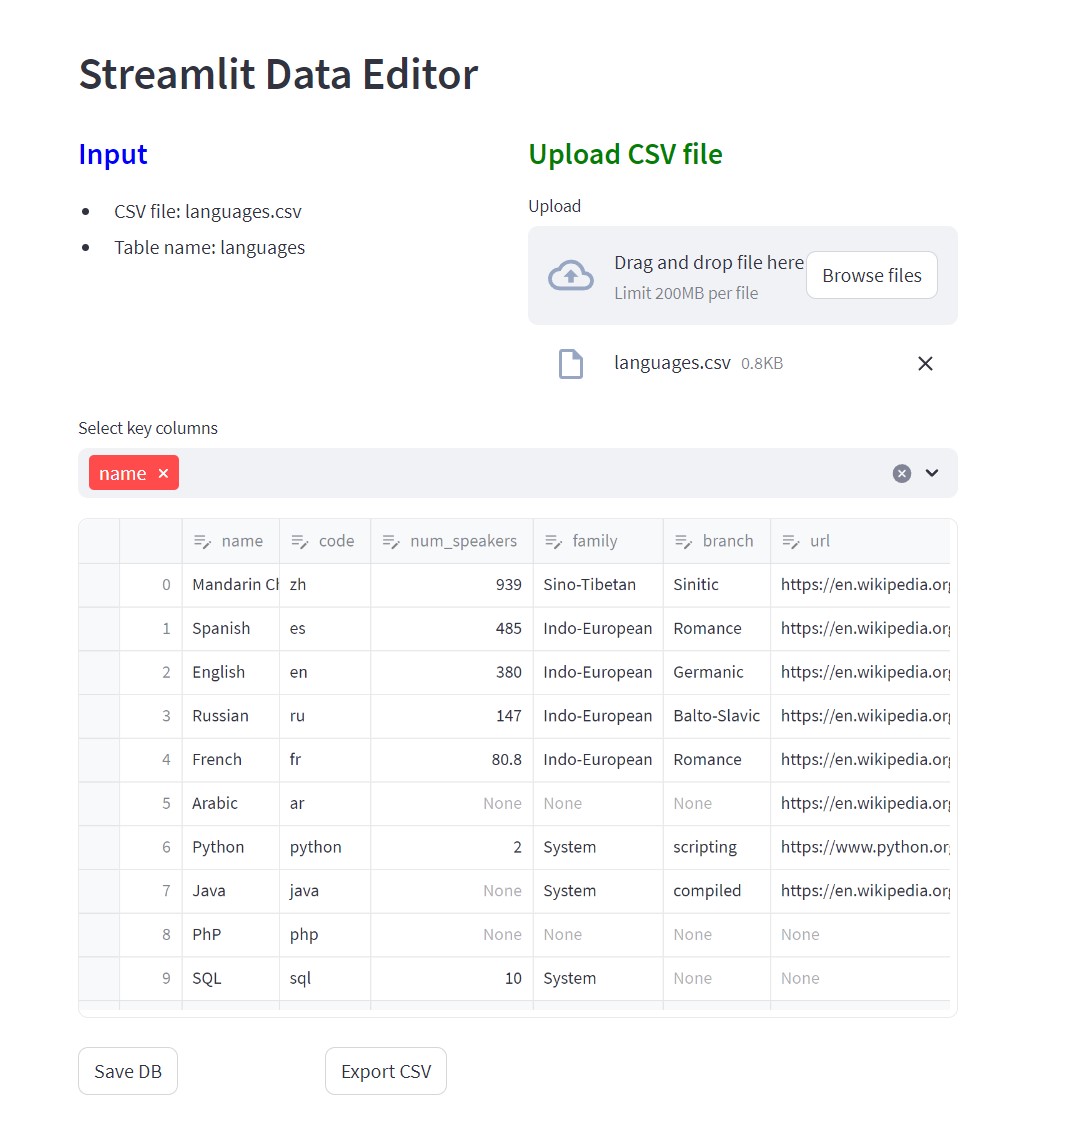 Streamlit Data Editor
Input
• CSV file: languages.csv
• Table name: languages
Upload CSV file
Upload
Drag and drop file here
Limit 200MB per file
Browse files
languages.csv 0.8KB
Select key columns
name
name code num_speakers family branch url
0 Mandarin Ch zh 939 Sino-Tibetan Sinitic https://en.wikipedia.org
1 Spanish es 485 Indo-European Romance https://en.wikipedia.org
2 English en 380 Indo-European Germanic https://en.wikipedia.org
3 Russian ru 147 Indo-European Balto-Slavic https://en.wikipedia.org
4 French fr 80.8 Indo-European Romance https://en.wikipedia.org
5 Arabic ar None None None https://en.wikipedia.org
6 Python python 2 System scripting https://www.python.or
7 Java java None System compiled https://en.wikipedia.org
8 PhP php None None None None
9 SQL sql 10 System None None
Save DB
Export CSV